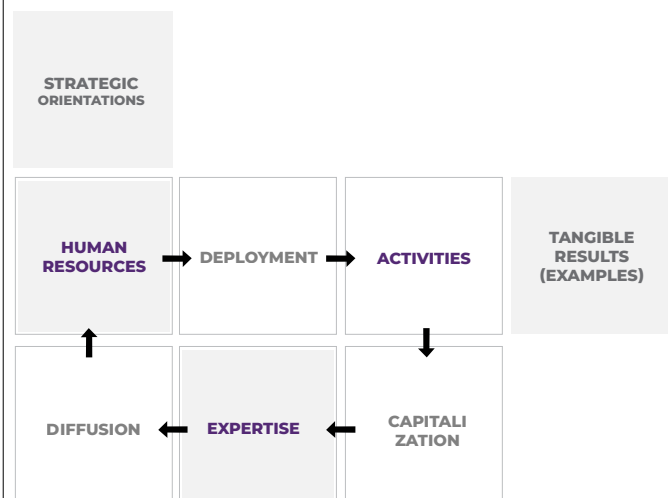 STRATEGIC
ORIENTATIONS
HUMAN
RESOURCES
DEPLOYMENT
ACTIVITIES
TANGIBLE
RESULTS
(EXAMPLES)
DIFFUSION
EXPERTISE
CAPITALI
ZATION